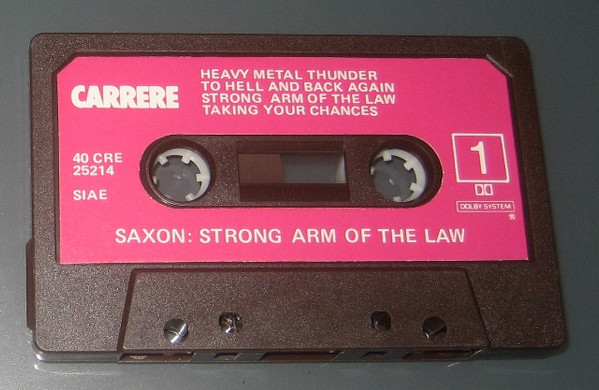 HEAVY METAL THUNDER
TO HELL AND BACK AGAIN
STRONG ARM OF THE LAW
TAKING YOUR CHANCES
CARRERE
40 CRE
25214
SIAE
1
DOLBY SYSTEM
®
SAXON: STRONG ARM OF THE LAW